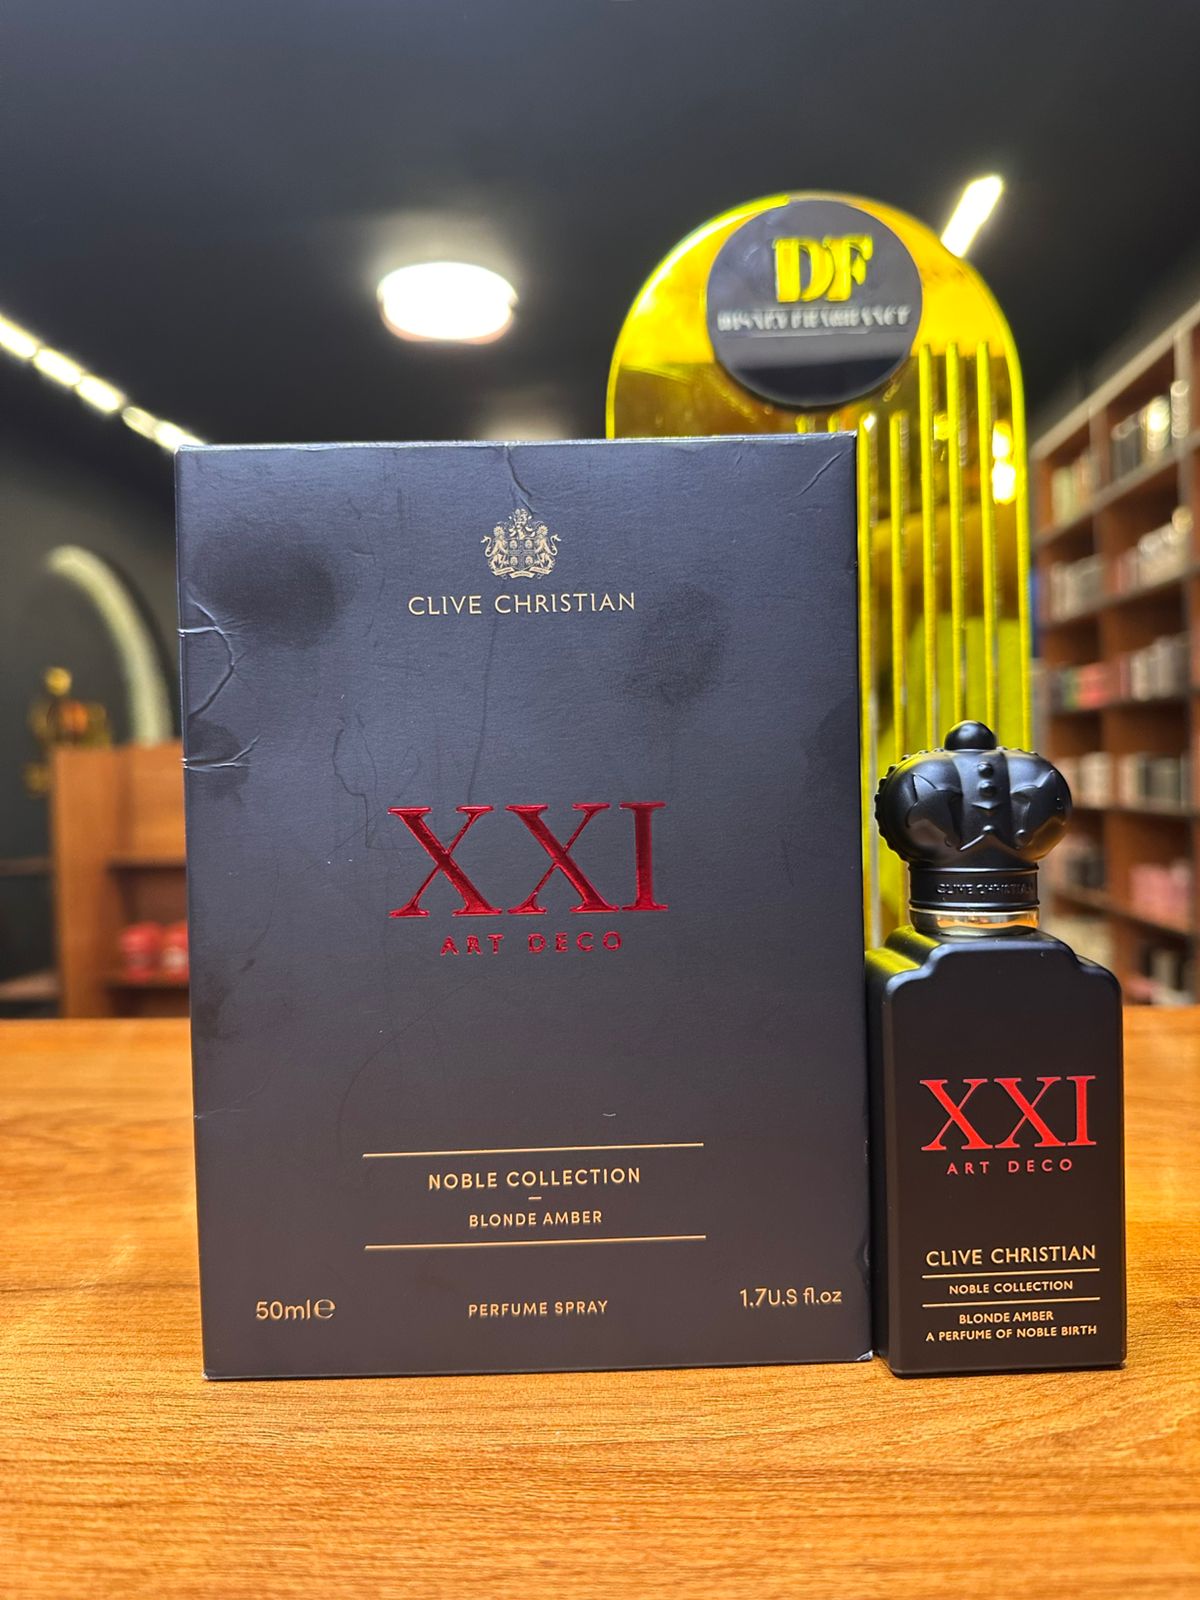 DF
CLIVE CHRISTIAN
XXI
ART DECO
NOBLE COLLECTION
BLONDE AMBER
50ml℮
PERFUME SPRAY
1.7U.S fl.oz
CLIVE CHRISTIAN
XXI
ART DECO
CLIVE CHRISTIAN
NOBLE COLLECTION
BLONDE AMBER
A PERFUME OF NOBLE BIRTH